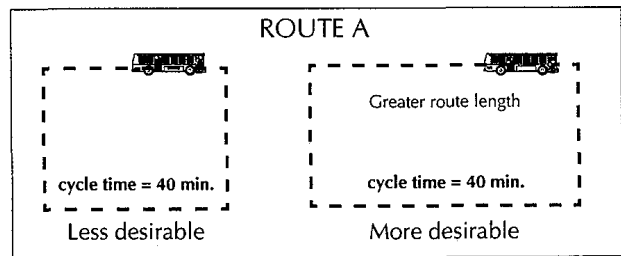 ROUTE A
Greater route length
cycle time = 40 min.
cycle time = 40 min.
Less desirable
More desirable